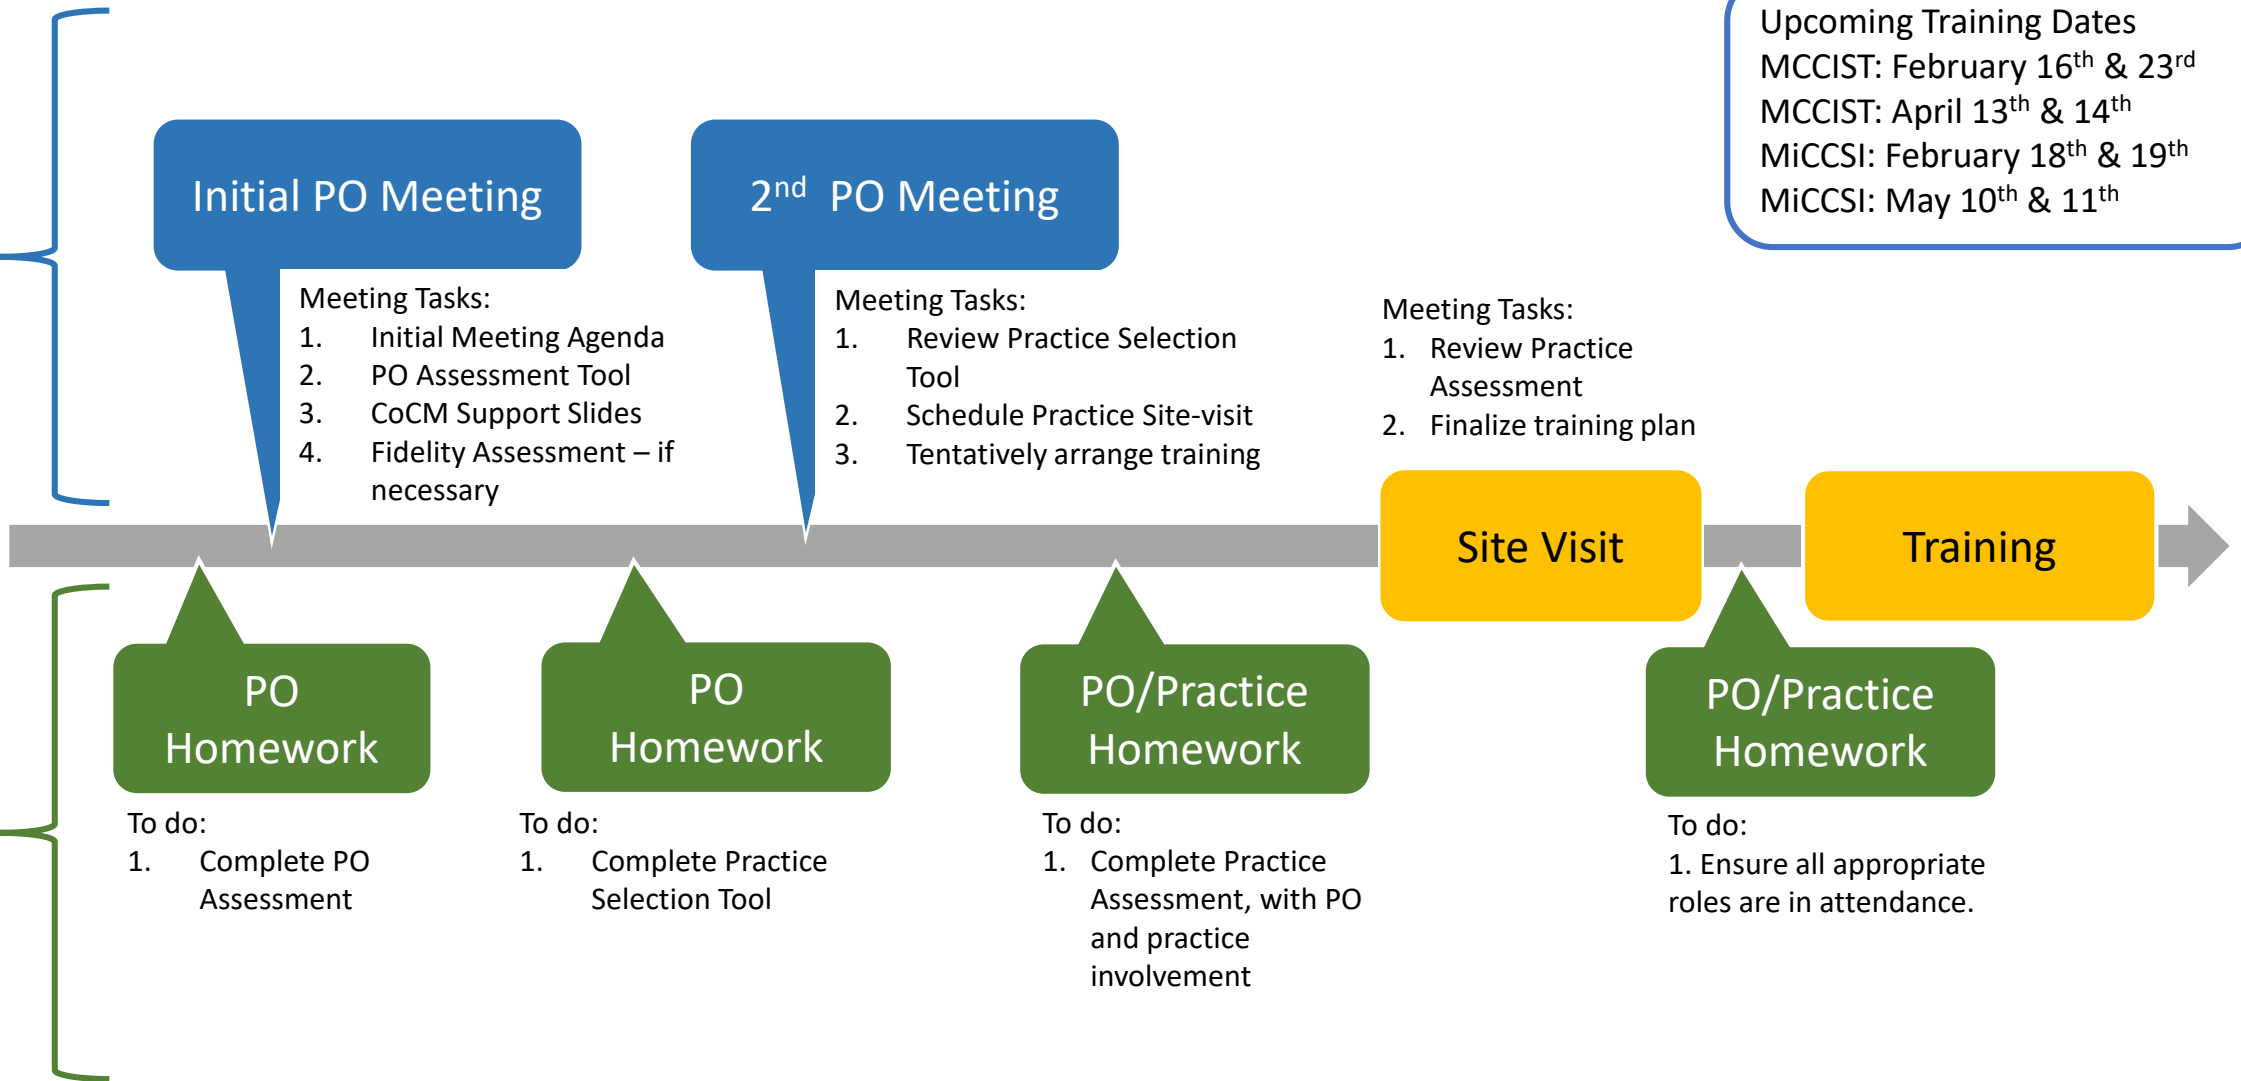 Upcoming Training Dates
MCCIST: February 16th & 23rd
MCCIST: April 13th & 14th
MiCCSI: February 18th & 19th
MiCCSI: May 10th & 11th
Initial PO Meeting
Meeting Tasks:
1. Initial Meeting Agenda
2. PO Assessment Tool
3. CoCM Support Slides
4. Fidelity Assessment – if
necessary
2nd PO Meeting
Meeting Tasks:
1. Review Practice Selection
Tool
2. Schedule Practice Site-visit
3. Tentatively arrange training
Meeting Tasks:
1. Review Practice
Assessment
2. Finalize training plan
Site Visit
Training
PO
Homework
To do:
1. Complete PO
Assessment
PO
Homework
To do:
1. Complete Practice
Selection Tool
PO/Practice
Homework
To do:
1. Complete Practice
Assessment, with PO
and practice
involvement
PO/Practice
Homework
To do:
1. Ensure all appropriate
roles are in attendance.